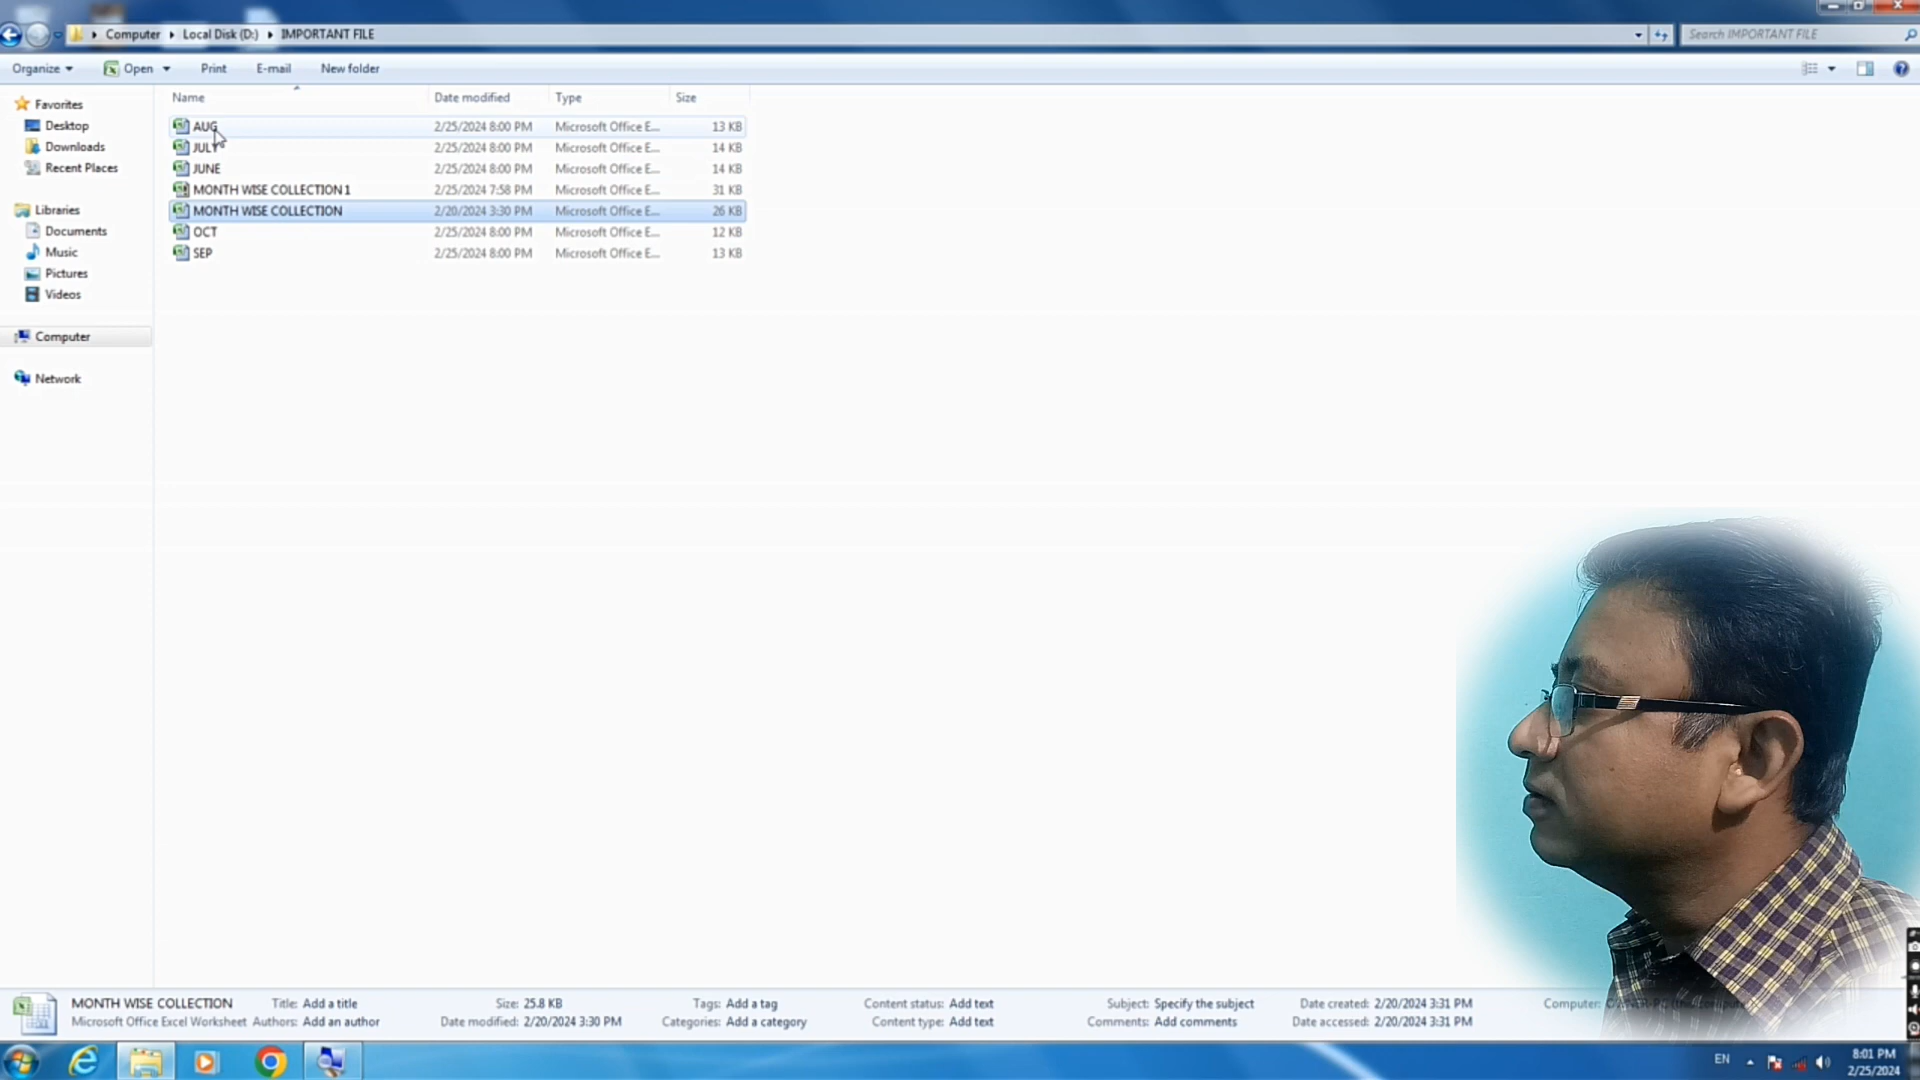 Computer ▸ Local Disk (D:) ▸ IMPORTANT FILE
Search IMPORTANT FILE
Organize Open Print E-mail New folder
Name Date modified Type Size
Favorites
Desktop
Downloads
Recent Places
Libraries
Documents
Music
Pictures
Videos
Computer
Network
AUG 2/25/2024 8:00 PM Microsoft Office E... 13 KB
JULY 2/25/2024 8:00 PM Microsoft Office E... 14 KB
JUNE 2/25/2024 8:00 PM Microsoft Office E... 14 KB
MONTH WISE COLLECTION 1 2/25/2024 7:58 PM Microsoft Office E... 31 KB
MONTH WISE COLLECTION 2/20/2024 3:30 PM Microsoft Office E... 26 KB
OCT 2/25/2024 8:00 PM Microsoft Office E... 12 KB
SEP 2/25/2024 8:00 PM Microsoft Office E... 13 KB
MONTH WISE COLLECTION Title: Add a title Size: 25.8 KB Tags: Add a tag Content status: Add text Subject: Specify the subject Date created: 2/20/2024 3:31 PM Computer:
Microsoft Office Excel Worksheet Authors: Add an author Date modified: 2/20/2024 3:30 PM Categories: Add a category Content type: Add text Comments: Add comments Date accessed: 2/20/2024 3:31 PM
EN
8:01 PM
2/25/2024